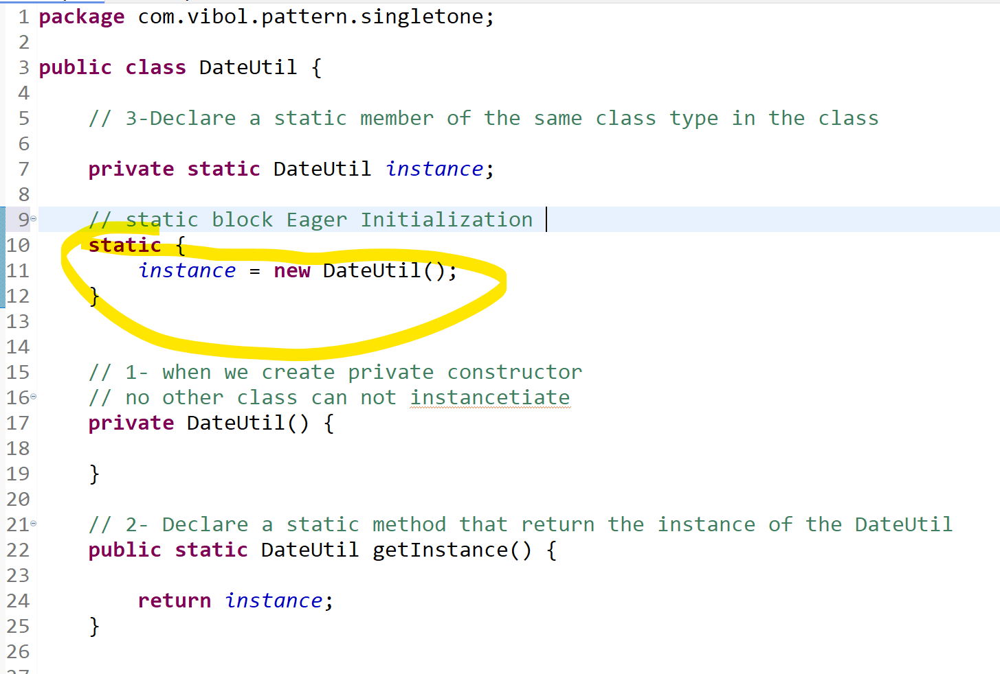 1 package com.vibol.pattern.singletone;
2
3 public class DateUtil {
4
5 // 3-Declare a static member of the same class type in the class
6
7 private static DateUtil instance;
8
9 // static block Eager Initialization
10 static {
11 instance = new DateUtil();
12 }
13
14
15 // 1- when we create private constructor
16 // no other class can not instancetiate
17 private DateUtil() {
18
19 }
20
21 // 2- Declare a static method that return the instance of the DateUtil
22 public static DateUtil getInstance() {
23
24 return instance;
25 }
26